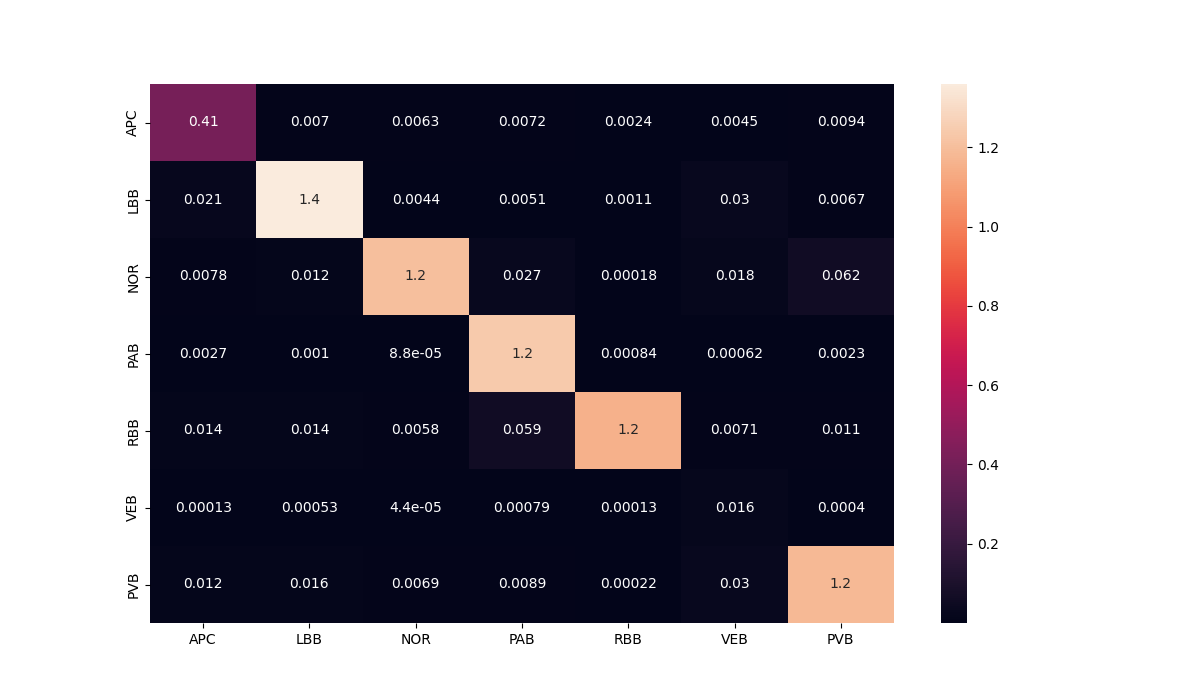 APC 0.41 0.007 0.0063 0.0072 0.0024 0.0045 0.0094
LBB 0.021 1.4 0.0044 0.0051 0.0011 0.03 0.0067
NOR 0.0078 0.012 1.2 0.027 0.00018 0.018 0.062
PAB 0.0027 0.001 8.8e-05 1.2 0.00084 0.00062 0.0023
RBB 0.014 0.014 0.0058 0.059 1.2 0.0071 0.011
VEB 0.00013 0.00053 4.4e-05 0.00079 0.00013 0.016 0.0004
PVB 0.012 0.016 0.0069 0.0089 0.00022 0.03 1.2
APC LBB NOR PAB RBB VEB PVB
1.2
1.0
0.8
0.6
0.4
0.2